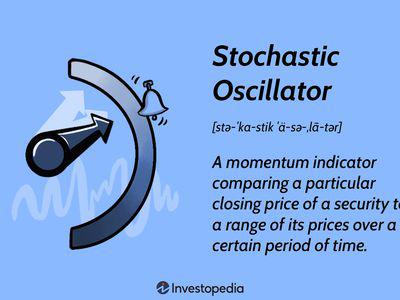 Stochastic
Oscillator
[stə-ˈka-stik ˈä-sə-ˌlā-tər]
A momentum indicator
comparing a particular
closing price of a security to
a range of its prices over a
certain period of time.
Investopedia